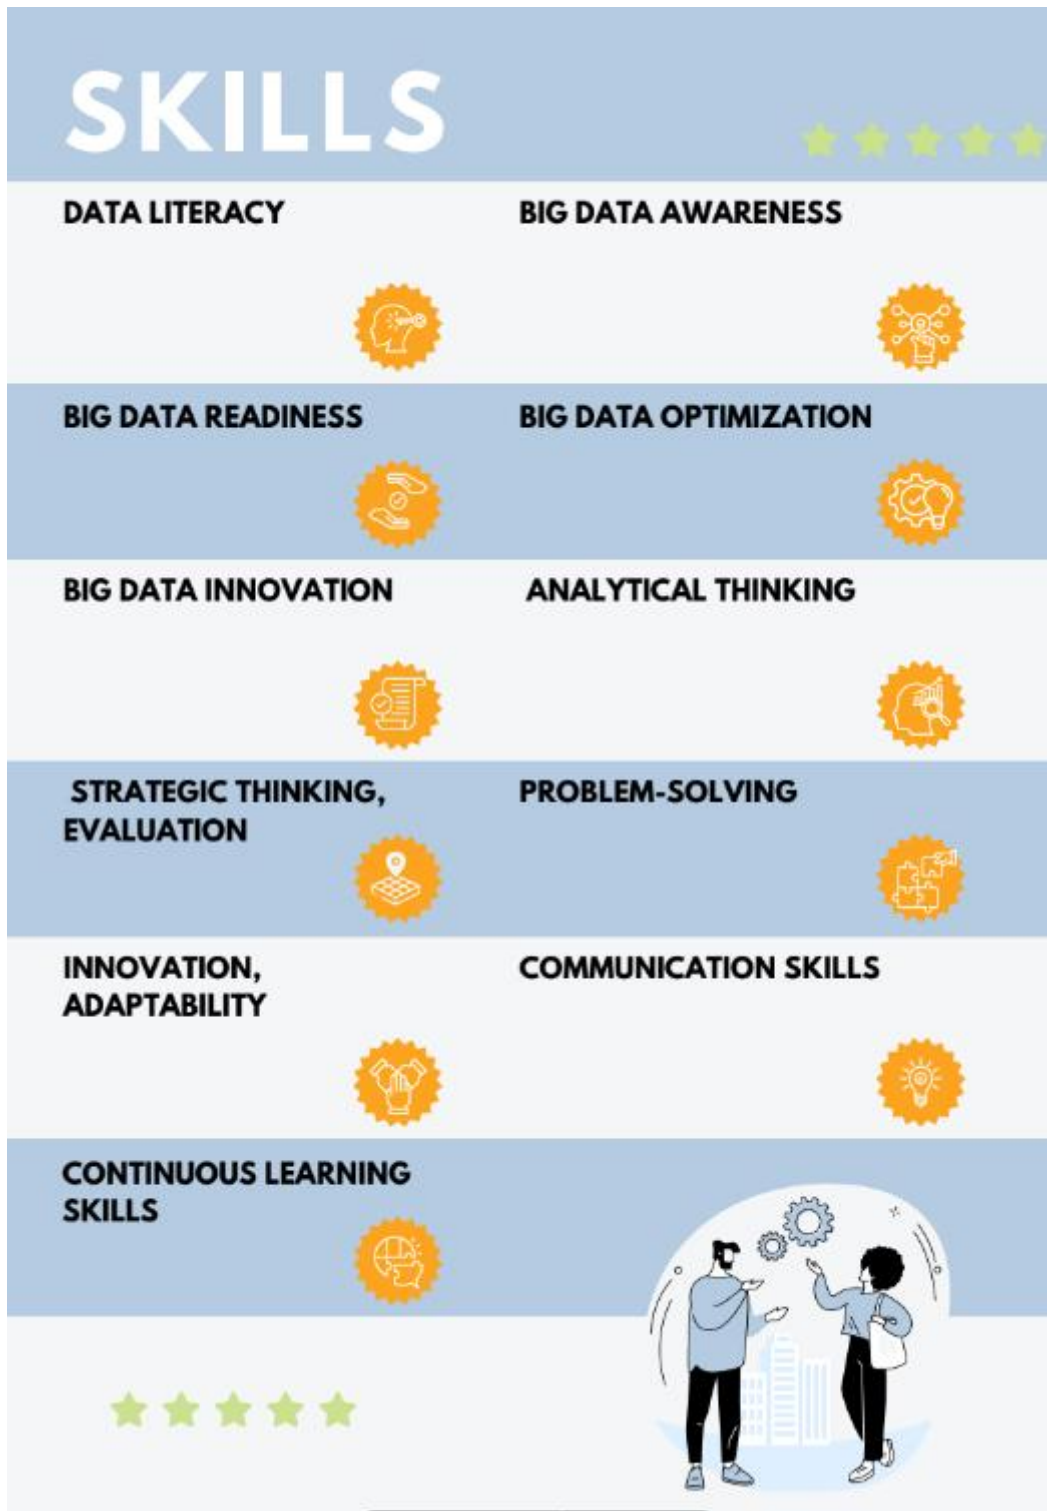 SKILLS
DATA LITERACY
BIG DATA AWARENESS
BIG DATA READINESS
BIG DATA OPTIMIZATION
BIG DATA INNOVATION
ANALYTICAL THINKING
STRATEGIC THINKING,
EVALUATION
PROBLEM-SOLVING
INNOVATION,
ADAPTABILITY
COMMUNICATION SKILLS
CONTINUOUS LEARNING
SKILLS